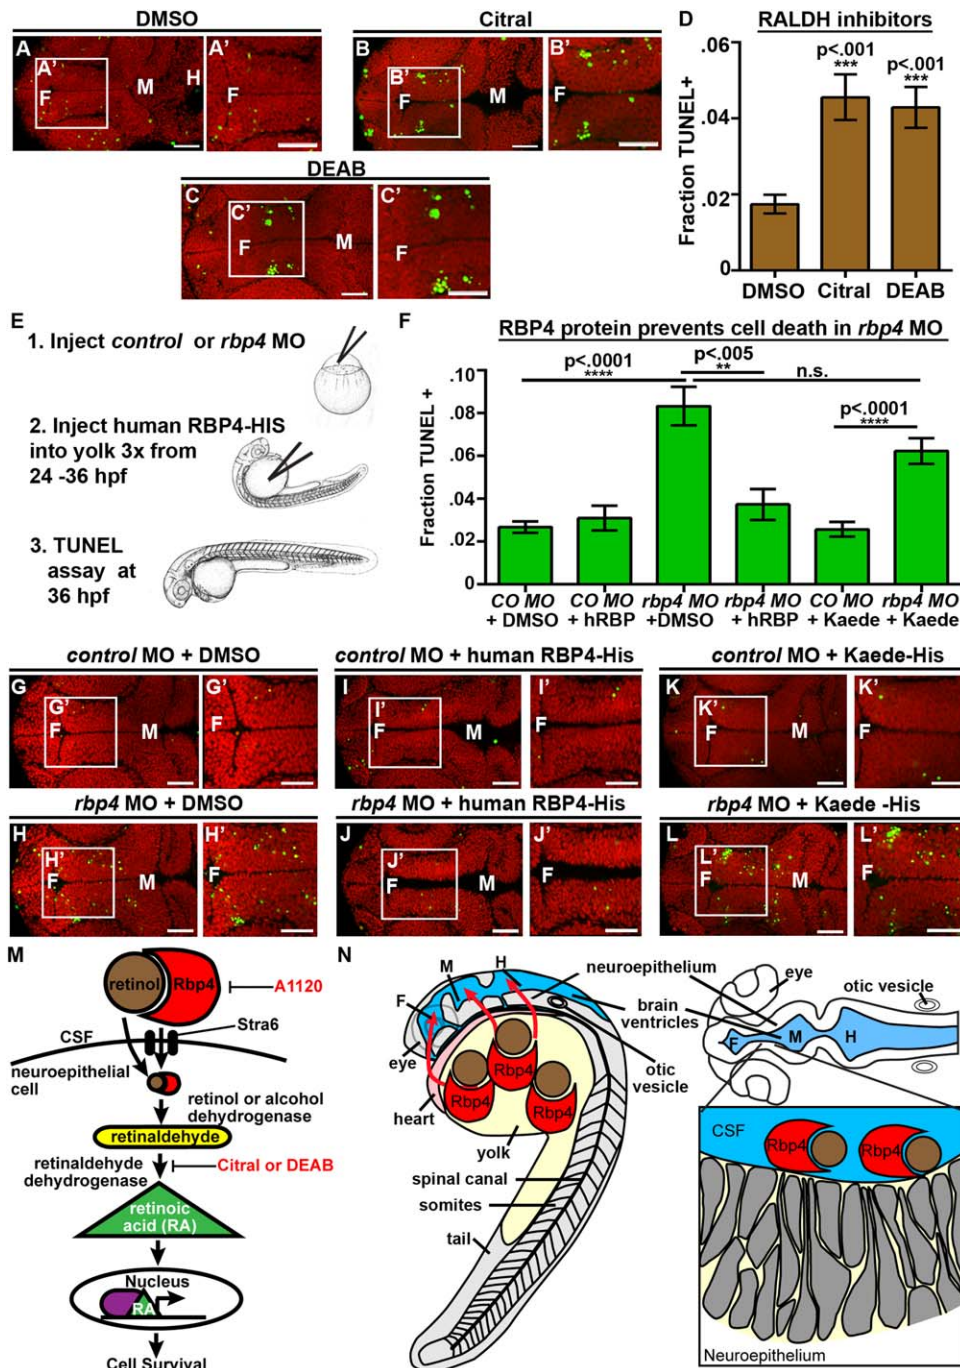 DMSO
A
A'
F
M
H
A'
F
Citral
B
B'
F
M
B'
F
DEAB
C
C'
F
M
C'
F
D
RALDH inhibitors
Fraction TUNEL+
.06
.04
.02
0
p<.001
***
p<.001
***
DMSO Citral DEAB
E
1. Inject control or rbp4 MO
2. Inject human RBP4-HIS
into yolk 3x from
24 -36 hpf
3. TUNEL
assay at
36 hpf
F
RBP4 protein prevents cell death in rbp4 MO
Fraction TUNEL +
.10
.08
.06
.04
.02
0
p<.0001
****
p<.005
**
n.s.
p<.0001
****
CO MO
+ DMSO
CO MO
+ hRBP
rbp4 MO
+DMSO
rbp4 MO
+ hRBP
CO MO
+ Kaede
rbp4 MO
+ Kaede
control MO + DMSO
G
G'
F
M
G'
F
control MO + human RBP4-His
I
I'
F
M
I'
F
control MO + Kaede-His
K
K'
F
M
K'
F
rbp4 MO + DMSO
H
H'
F
M
H'
F
rbp4 MO + human RBP4-His
J
J'
F
M
J'
F
rbp4 MO + Kaede -His
L
L'
F
M
L'
F
M
retinol
Rbp4
A1120
Stra6
CSF
neuroepithelial
cell
retinol or alcohol
dehydrogenase
retinaldehyde
retinaldehyde
dehydrogenase
Citral or DEAB
retinoic
acid (RA)
Nucleus
RA
Cell Survival
N
M
H
F
eye
heart
Rbp4
Rbp4
Rbp4
yolk
spinal canal
somites
tail
neuroepithelium
brain
ventricles
otic
vesicle
eye
otic vesicle
F
M
H
CSF
Rbp4
Rbp4
Neuroepithelium